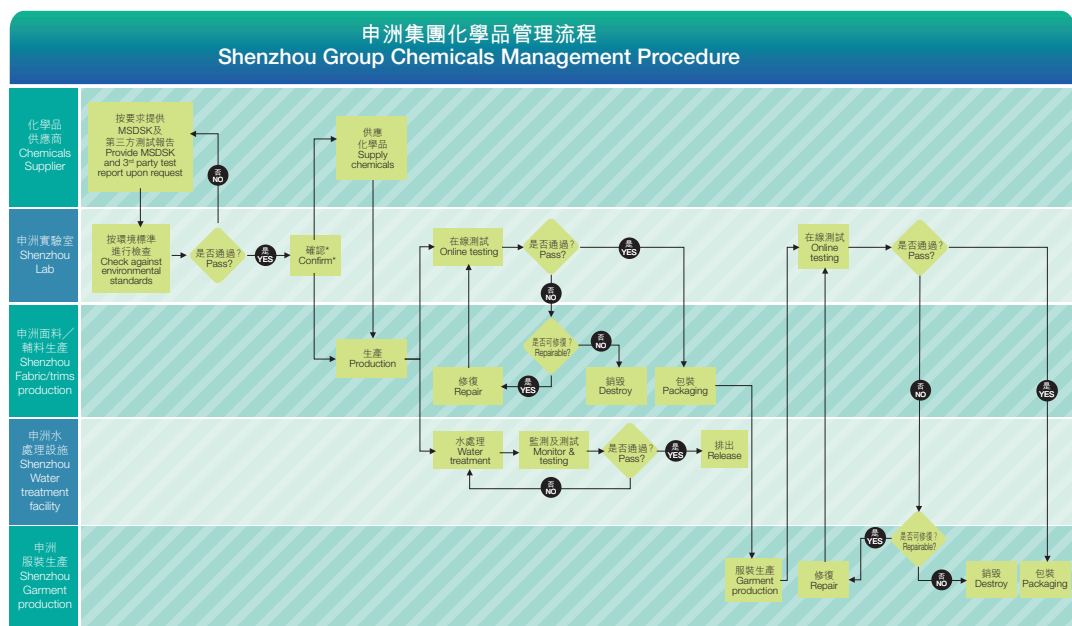 申洲集團化學品管理流程
Shenzhou Group Chemicals Management Procedure
化學品
供應商
Chemicals
Supplier
按要求提供
MSDSK及
第三方測試報告
Provide MSDSK
and 3rd party test
report upon request
否
NO
供應
化學品
Supply
chemicals
申洲實驗室
Shenzhou
Lab
按環境標準
進行檢查
Check against
environmental
standards
是否通過?
Pass?
是
YES
確認*
Confirm*
在線測試
Online testing
是否通過?
Pass?
是
YES
否
NO
在線測試
Online
testing
是否通過?
Pass?
申洲面料／
輔料生產
Shenzhou
Fabric/trims
production
生產
Production
修復
Repair
是
YES
是否可修復?
Repairable?
否
NO
銷毀
Destroy
包裝
Packaging
否
NO
是
YES
申洲水
處理設施
Shenzhou
Water
treatment
facility
水處理
Water
treatment
監測及測試
Monitor &
testing
是否通過?
Pass?
是
YES
排出
Release
否
NO
申洲
服裝生產
Shenzhou
Garment
production
服裝生產
Garment
production
修復
Repair
是
YES
是否可修復?
Repairable?
否
NO
銷毀
Destroy
包裝
Packaging